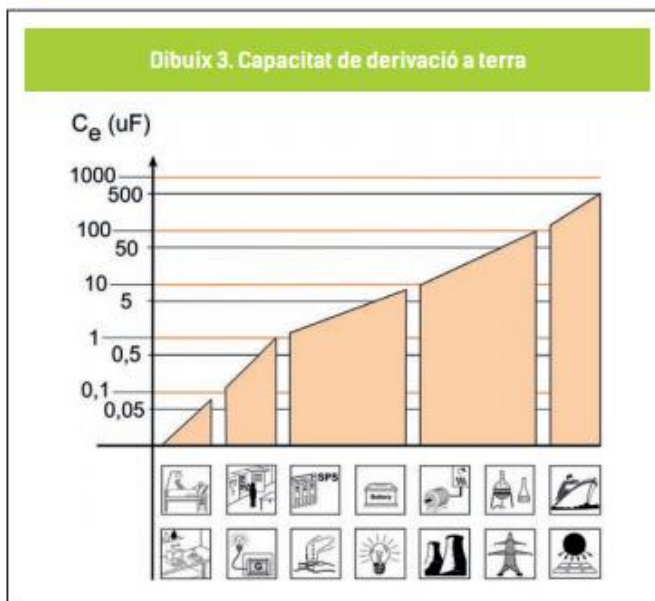 Dibuix 3. Capacitat de derivació a terra
Ce (uF)
1000
500
100
50
10
5
1
0,5
0,1
0,05
SPS
Battery
G